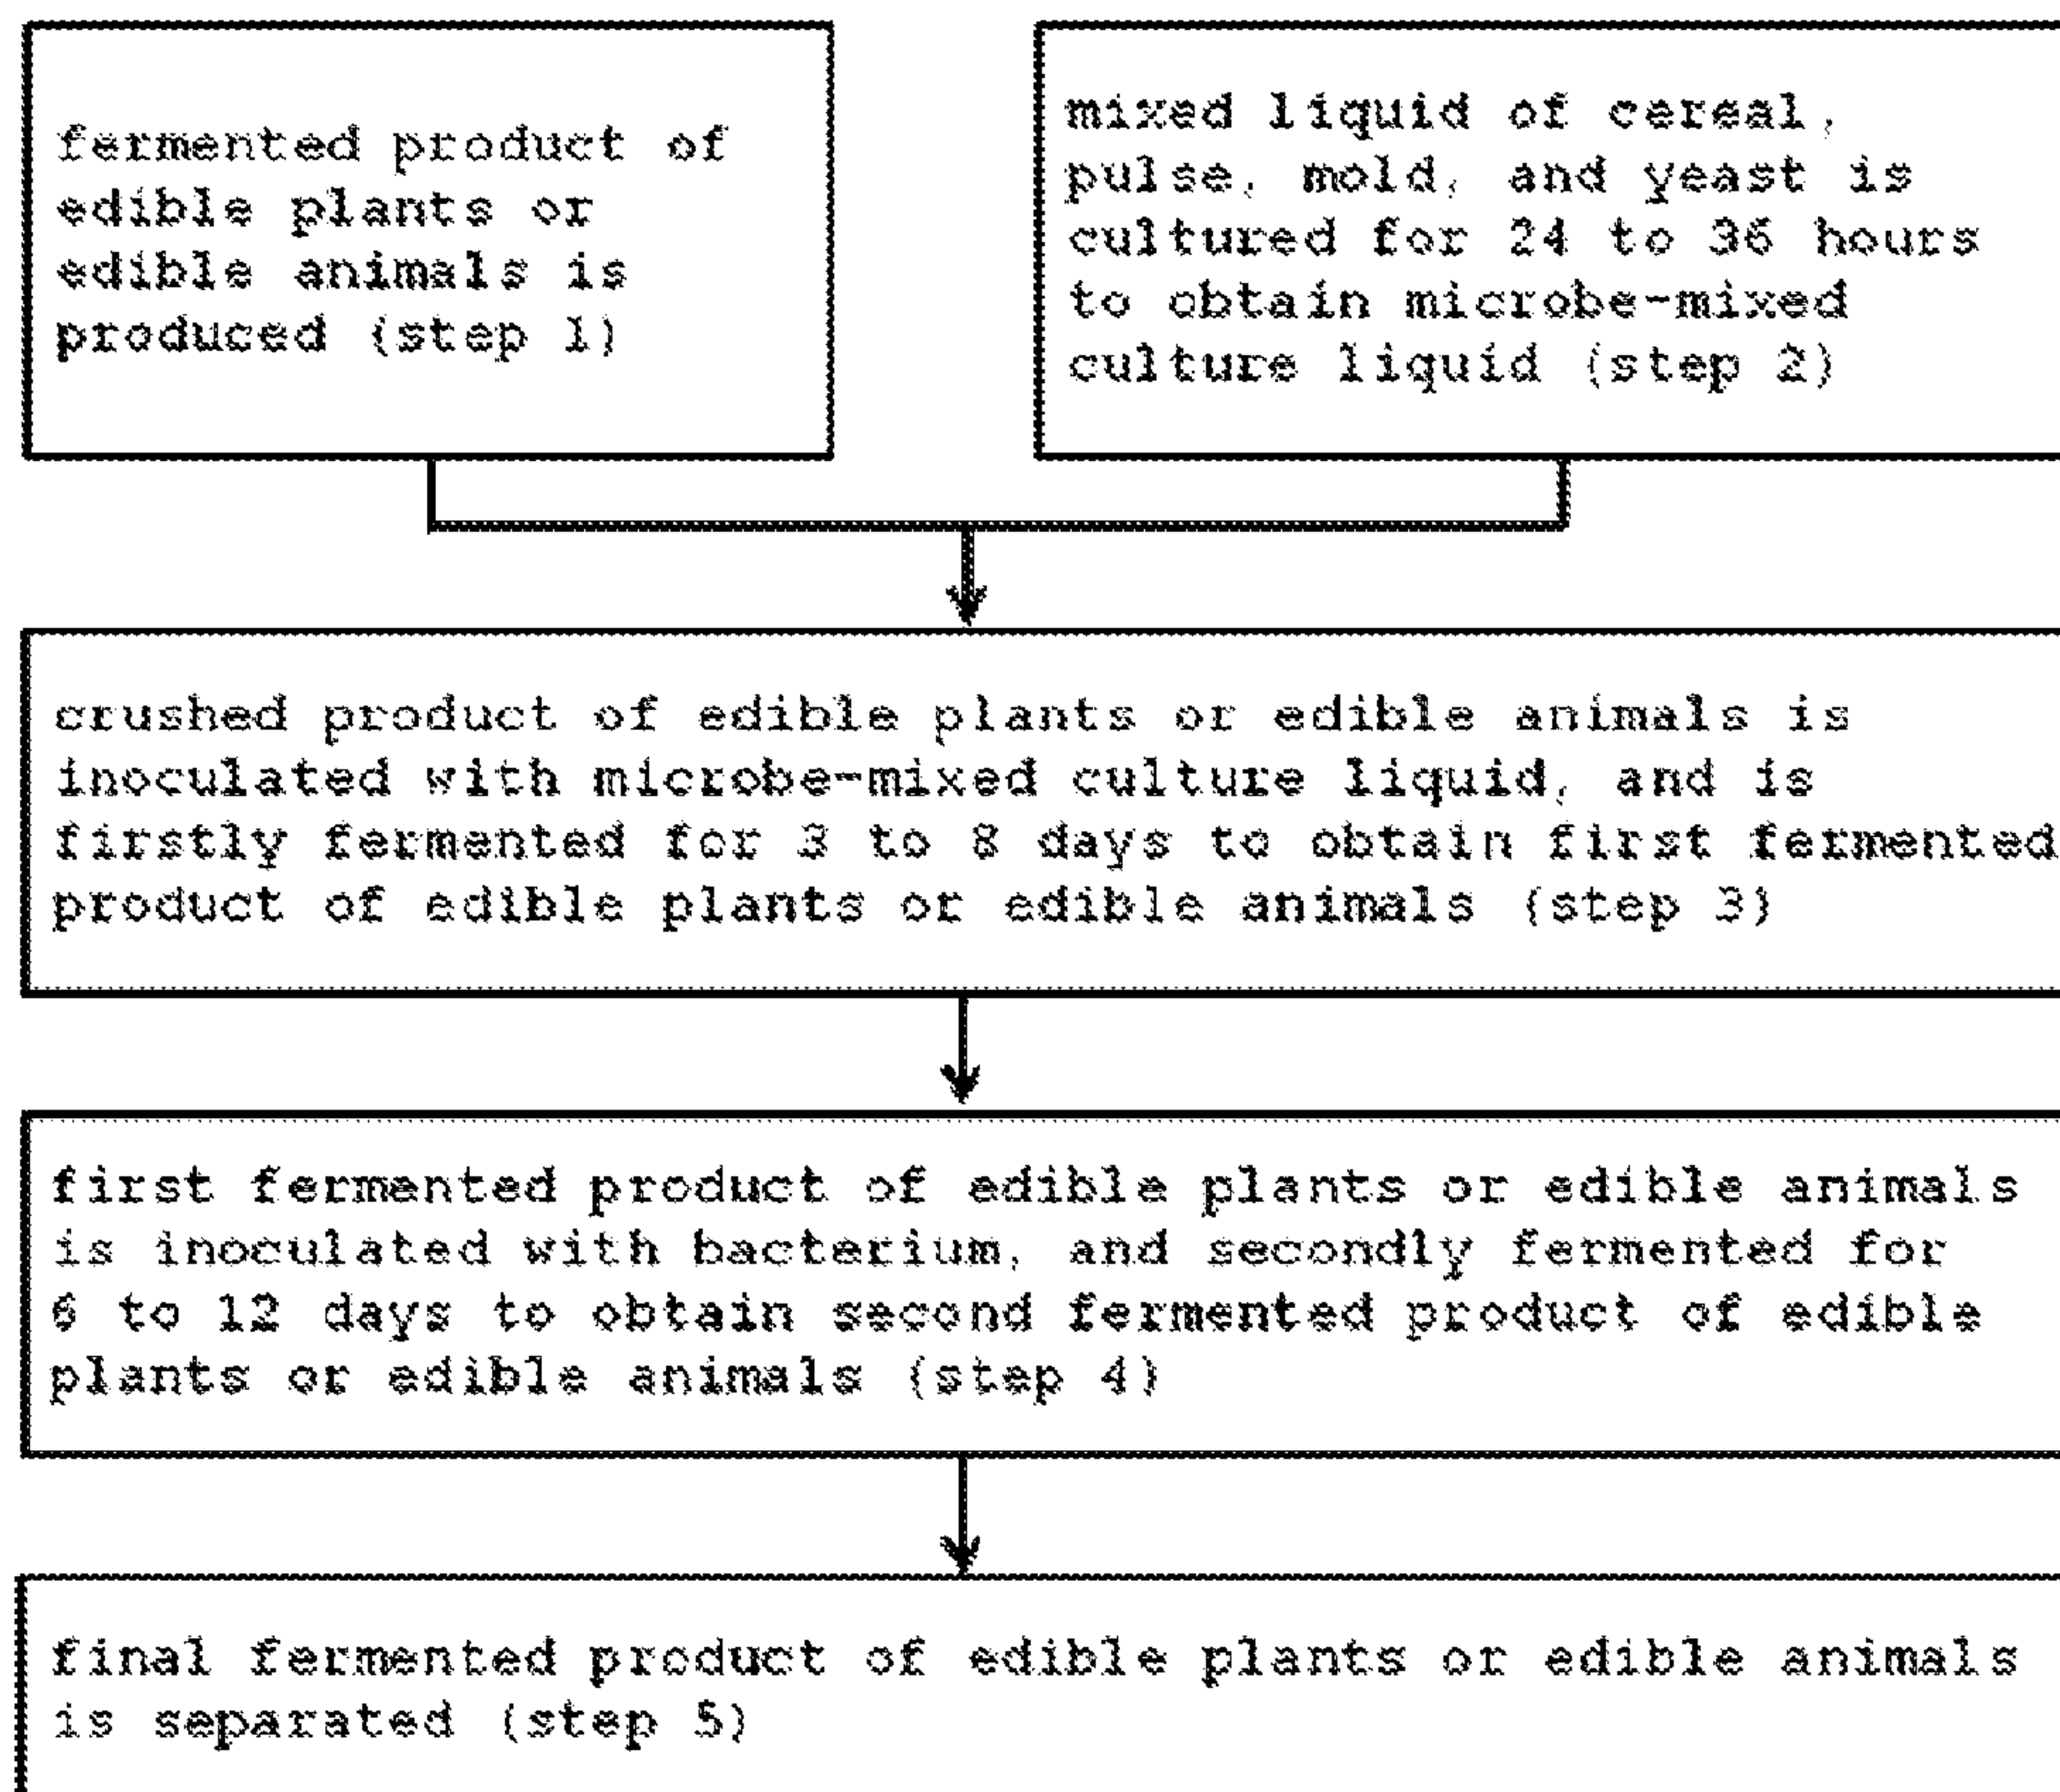 fermented product of
edible plants or
edible animals is
produced (step 1)
mixed liquid of cereal,
pulse, mold, and yeast is
cultured for 24 to 36 hours
to obtain microbe-mixed
culture liquid (step 2)
crushed product of edible plants or edible animals is
inoculated with microbe-mixed culture liquid, and is
firstly fermented for 3 to 8 days to obtain first fermented
product of edible plants or edible animals (step 3)
first fermented product of edible plants or edible animals
is inoculated with bacterium, and secondly fermented for
6 to 12 days to obtain second fermented product of edible
plants or edible animals (step 4)
final fermented product of edible plants or edible animals
is separated (step 5)